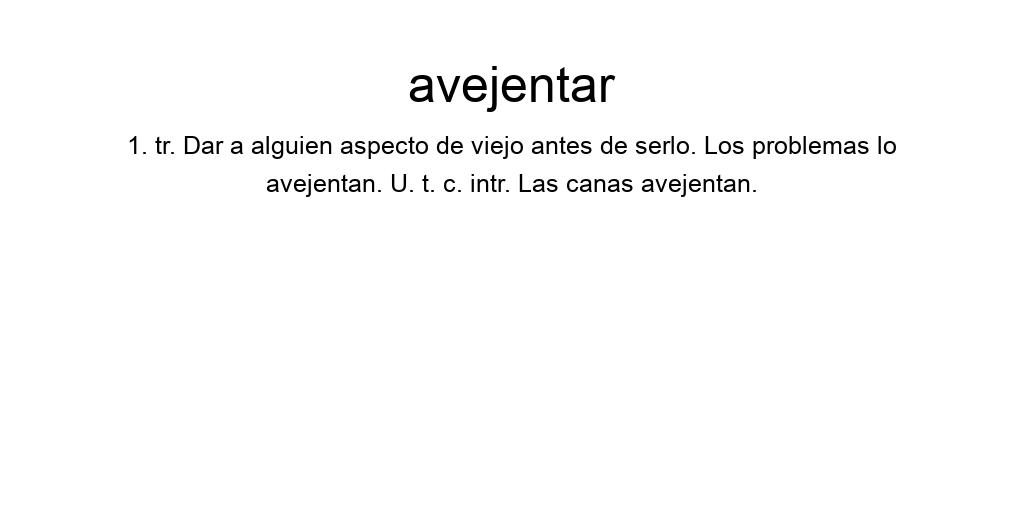 avejentar
1. tr. Dar a alguien aspecto de viejo antes de serlo. Los problemas lo
avejentan. U. t. c. intr. Las canas avejentan.